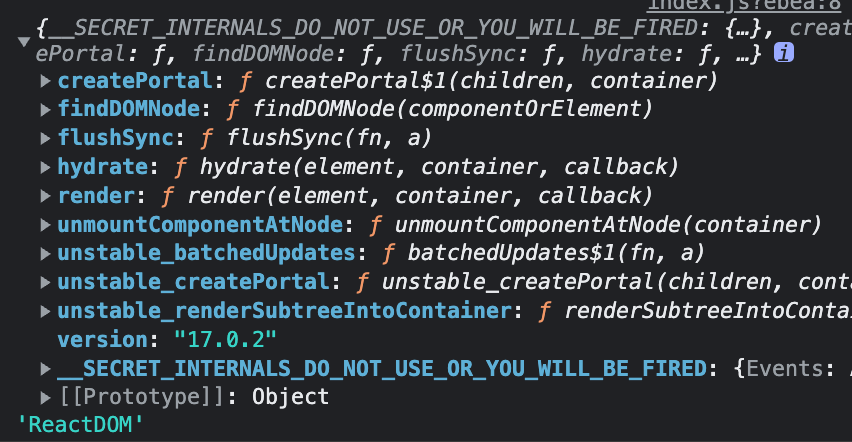 index.js?ebea:8
{__SECRET_INTERNALS_DO_NOT_USE_OR_YOU_WILL_BE_FIRED: {…}, creat
ePortal: ƒ, findDOMNode: ƒ, flushSync: ƒ, hydrate: ƒ, …} i
createPortal: ƒ createPortal$1(children, container)
findDOMNode: ƒ findDOMNode(componentOrElement)
flushSync: ƒ flushSync(fn, a)
hydrate: ƒ hydrate(element, container, callback)
render: ƒ render(element, container, callback)
unmountComponentAtNode: ƒ unmountComponentAtNode(container)
unstable_batchedUpdates: ƒ batchedUpdates$1(fn, a)
unstable_createPortal: ƒ unstable_createPortal(children, conta
unstable_renderSubtreeIntoContainer: ƒ renderSubtreeIntoContai
version: "17.0.2"
__SECRET_INTERNALS_DO_NOT_USE_OR_YOU_WILL_BE_FIRED: {Events: A
[[Prototype]]: Object
'ReactDOM'